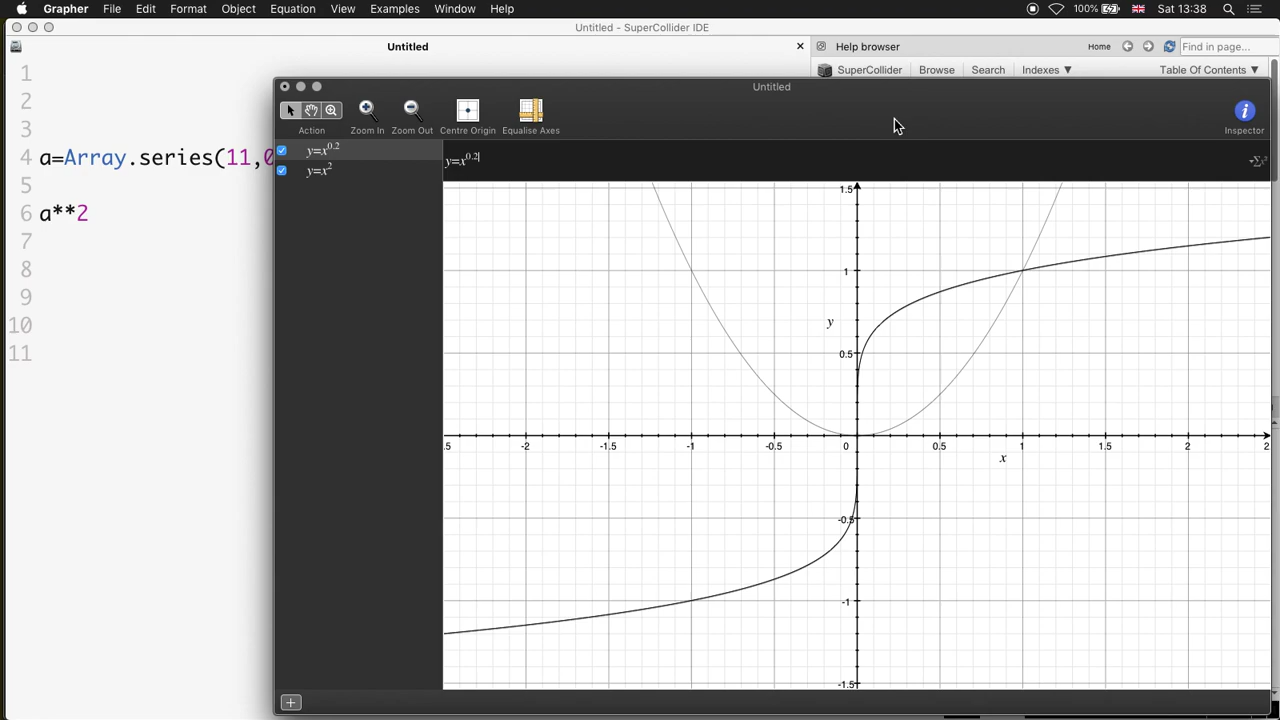 Grapher File Edit Format Object Equation View Examples Window Help 100% Sat 13:38
Untitled - SuperCollider IDE
Untitled
Help browser Home Find in page...
SuperCollider Browse Search Indexes ▼ Table Of Contents ▼
Untitled
Action Zoom In Zoom Out Centre Origin Equalise Axes Inspector
1
2
3
4 a=Array.series(11,0
5
6 a**2
7
8
9
10
11
y=x^0.2
y=x^2
y=x^0.2
Σx²
1.5
1
y
0.5
.5 -2 -1.5 -1 -0.5 0 0.5 1 1.5 2 2
x
-0.5
-1
-1.5